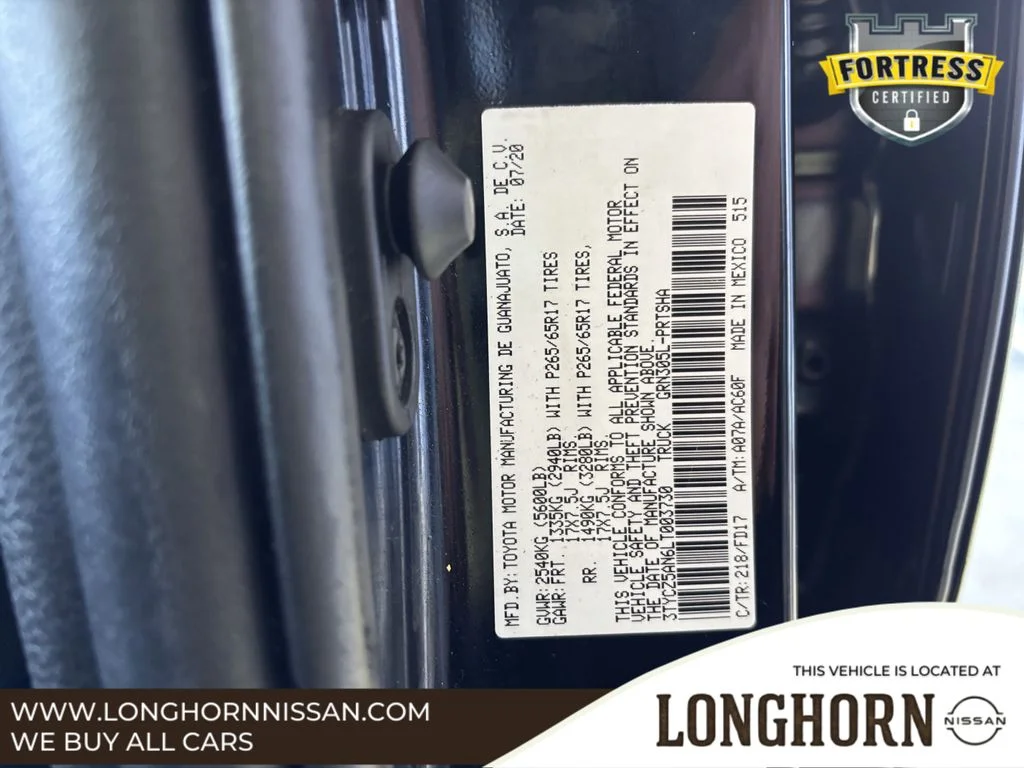 FORTRESS
CERTIFIED
MFD.BY:TOYOTA MOTOR MANUFACTURING DE GUANAJUATO, S.A. DE C.V.
DATE: 07/20
GVWR:2540KG (5600LB)
GAWR:FRT. 1335KG (2940LB) WITH P265/65R17 TIRES
17X7.5J RIMS,
RR. 1490KG (3280LB) WITH P265/65R17 TIRES,
17X7.5J RIMS
THIS VEHICLE CONFORMS TO ALL APPLICABLE FEDERAL MOTOR
VEHICLE SAFETY AND THEFT PREVENTION STANDARDS IN EFFECT ON
THE DATE OF MANUFACTURE SHOWN ABOVE.
3TYCZ5AN6LT003730 TRUCK GRN305L-PRTSHA
C/TR:218/FD17 A/TM:A07A/AC60F MADE IN MEXICO 515
THIS VEHICLE IS LOCATED AT
LONGHORN
NISSAN
WWW.LONGHORNNISSAN.COM
WE BUY ALL CARS